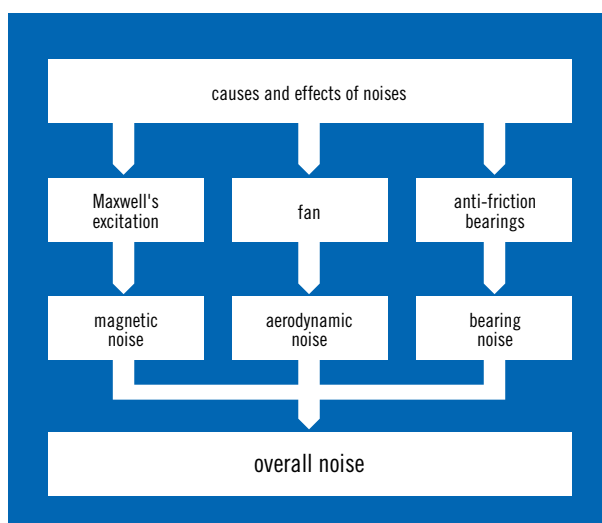 causes and effects of noises
Maxwell's
excitation
fan
anti-friction
bearings
magnetic
noise
aerodynamic
noise
bearing
noise
overall noise